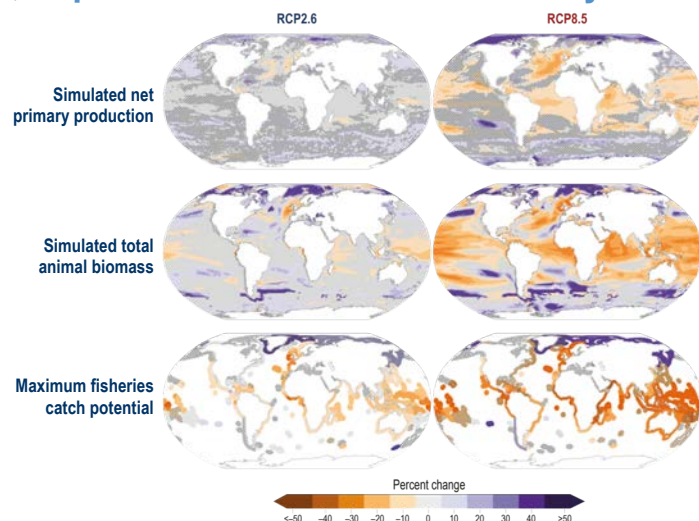 RCP2.6
RCP8.5
Simulated net
primary production
Simulated total
animal biomass
Maximum fisheries
catch potential
Percent change
<–50 –40 –30 –20 –10 0 10 20 30 40 >50